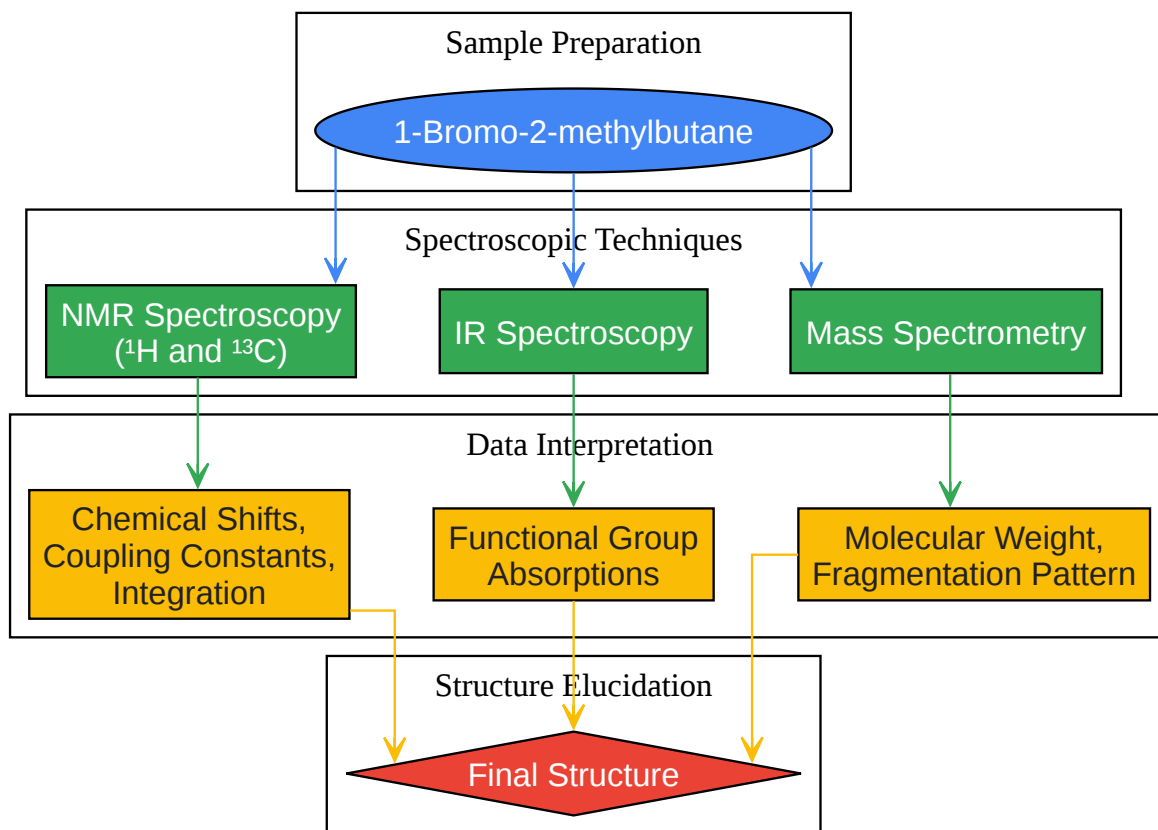 Sample Preparation
1-Bromo-2-methylbutane
Spectroscopic Techniques
NMR Spectroscopy
(¹H and ¹³C)
IR Spectroscopy
Mass Spectrometry
Data Interpretation
Chemical Shifts,
Coupling Constants,
Integration
Functional Group
Absorptions
Molecular Weight,
Fragmentation Pattern
Structure Elucidation
Final Structure